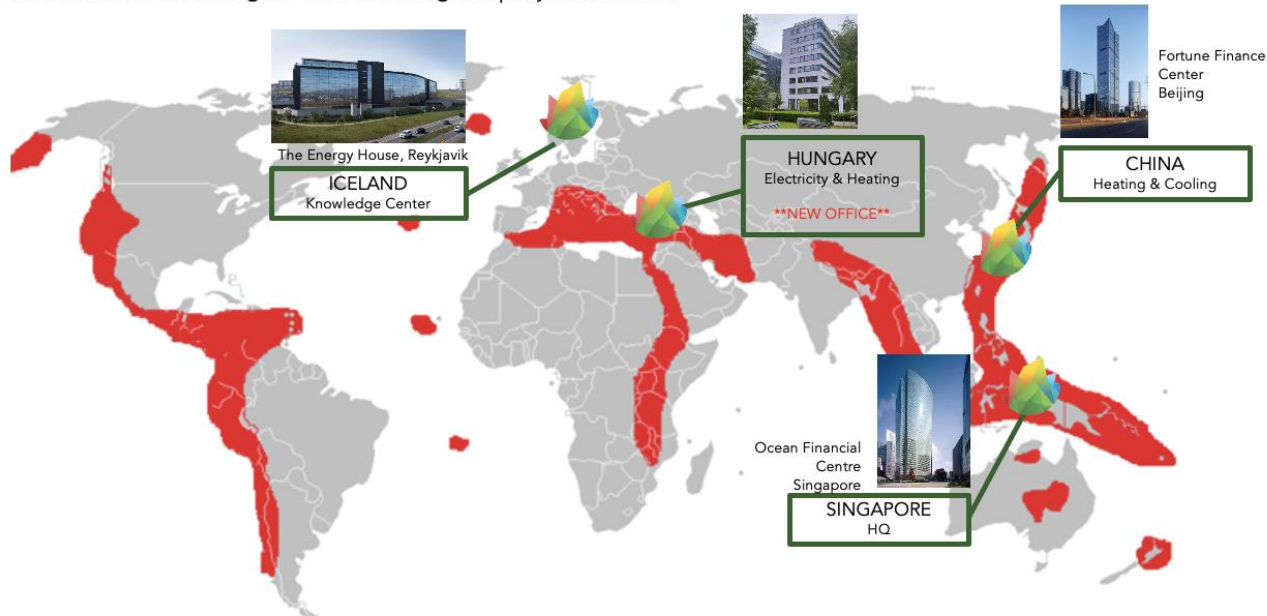 The Energy House, Reykjavik
ICELAND
Knowledge Center
HUNGARY
Electricity & Heating
**NEW OFFICE**
Fortune Finance
Center
Beijing
CHINA
Heating & Cooling
Ocean Financial
Centre
Singapore
SINGAPORE
HQ